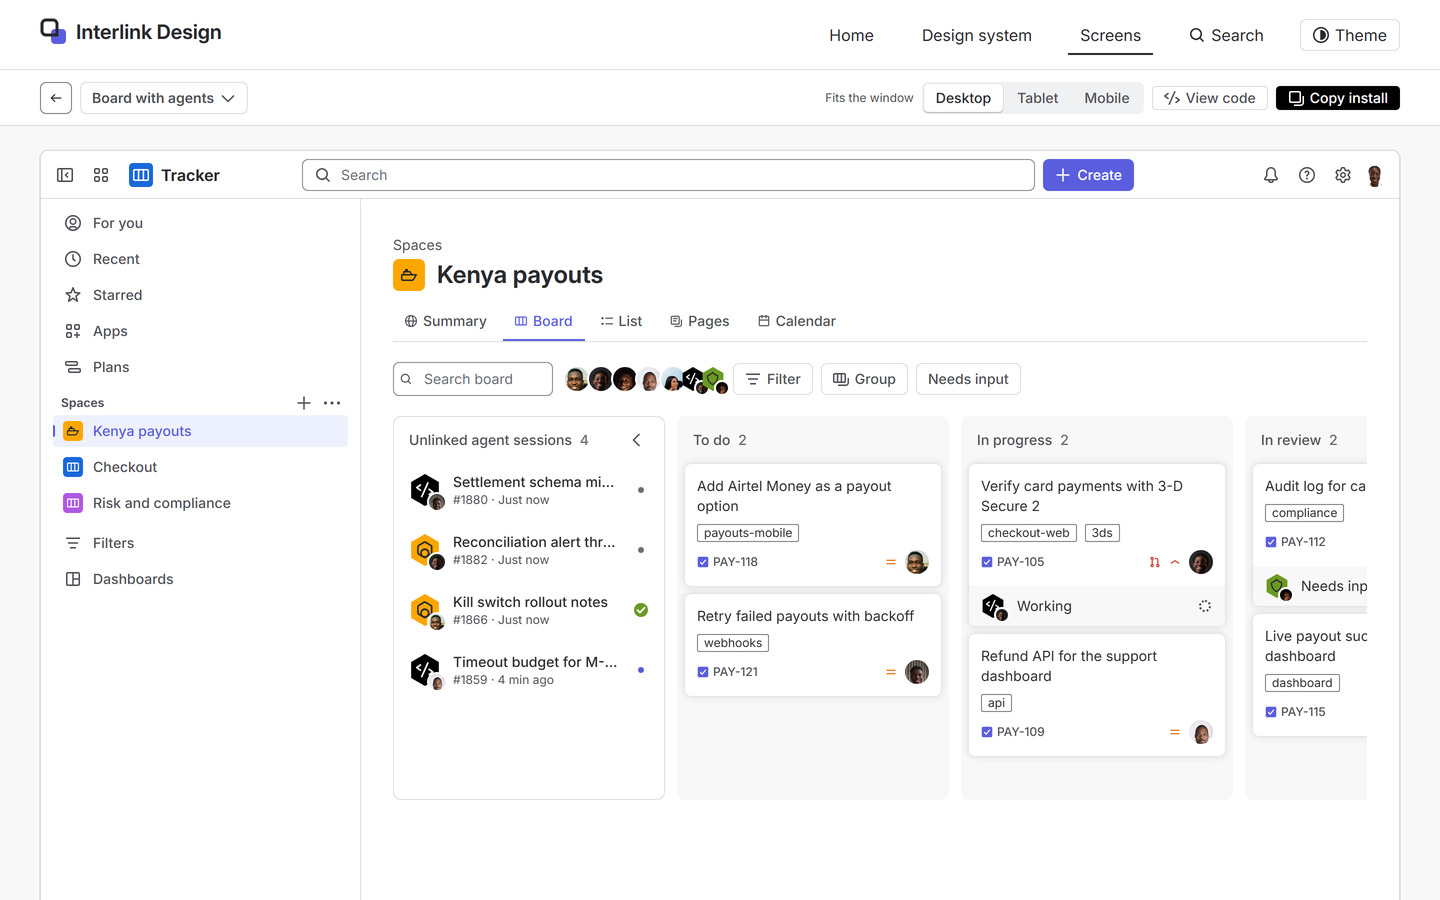 Interlink Design
Home
Design system
Screens
Search
Theme
Board with agents
Fits the window
Desktop
Tablet
Mobile
View code
Copy install
Tracker
Search
Create
For you
Recent
Starred
Apps
Plans
Spaces
Kenya payouts
Checkout
Risk and compliance
Filters
Dashboards
Spaces
Kenya payouts
Summary
Board
List
Pages
Calendar
Search board
Filter
Group
Needs input
Unlinked agent sessions 4
Settlement schema mi...
#1880 · Just now
Reconciliation alert thr...
#1882 · Just now
Kill switch rollout notes
#1866 · Just now
Timeout budget for M-...
#1859 · 4 min ago
To do 2
Add Airtel Money as a payout
option
payouts-mobile
PAY-118
Retry failed payouts with backoff
webhooks
PAY-121
In progress 2
Verify card payments with 3-D
Secure 2
checkout-web
3ds
PAY-105
Working
Refund API for the support
dashboard
api
PAY-109
In review 2
Audit log for ca
compliance
PAY-112
Needs inp
Live payout suc
dashboard
dashboard
PAY-115